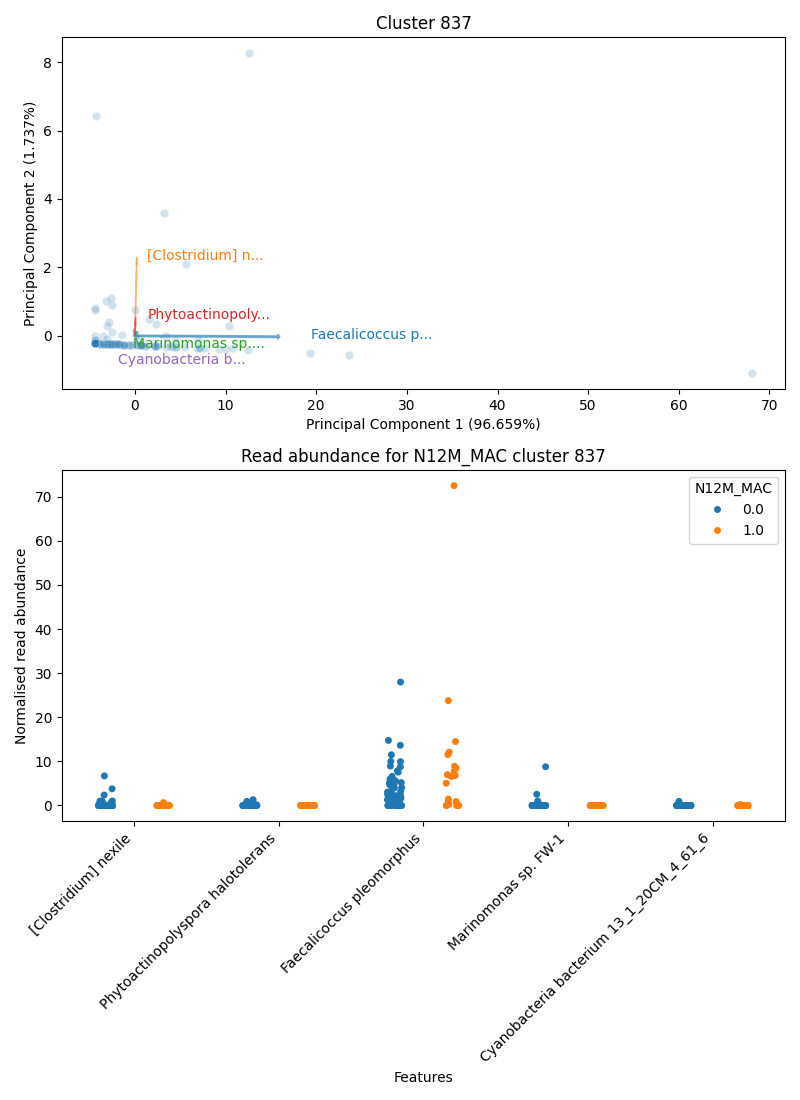 Cluster 837
Principal Component 2 (1.737%)
8
6
4
2
0
[Clostridium] n...
Phytoactinopoly...
Faecalicoccus p...
Marinomonas sp....
Cyanobacteria b...
0 10 20 30 40 50 60 70
Principal Component 1 (96.659%)
Read abundance for N12M_MAC cluster 837
Normalised read abundance
70
60
50
40
30
20
10
0
N12M_MAC
0.0
1.0
[Clostridium] nexile
Phytoactinopolyspora halotolerans
Faecalicoccus pleomorphus
Marinomonas sp. FW-1
Cyanobacteria bacterium 13_1_20CM_4_61_6
Features